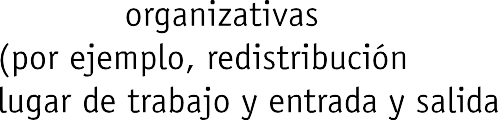 organizativas
(por ejemplo, redistribución
lugar de trabajo y entrada y salida